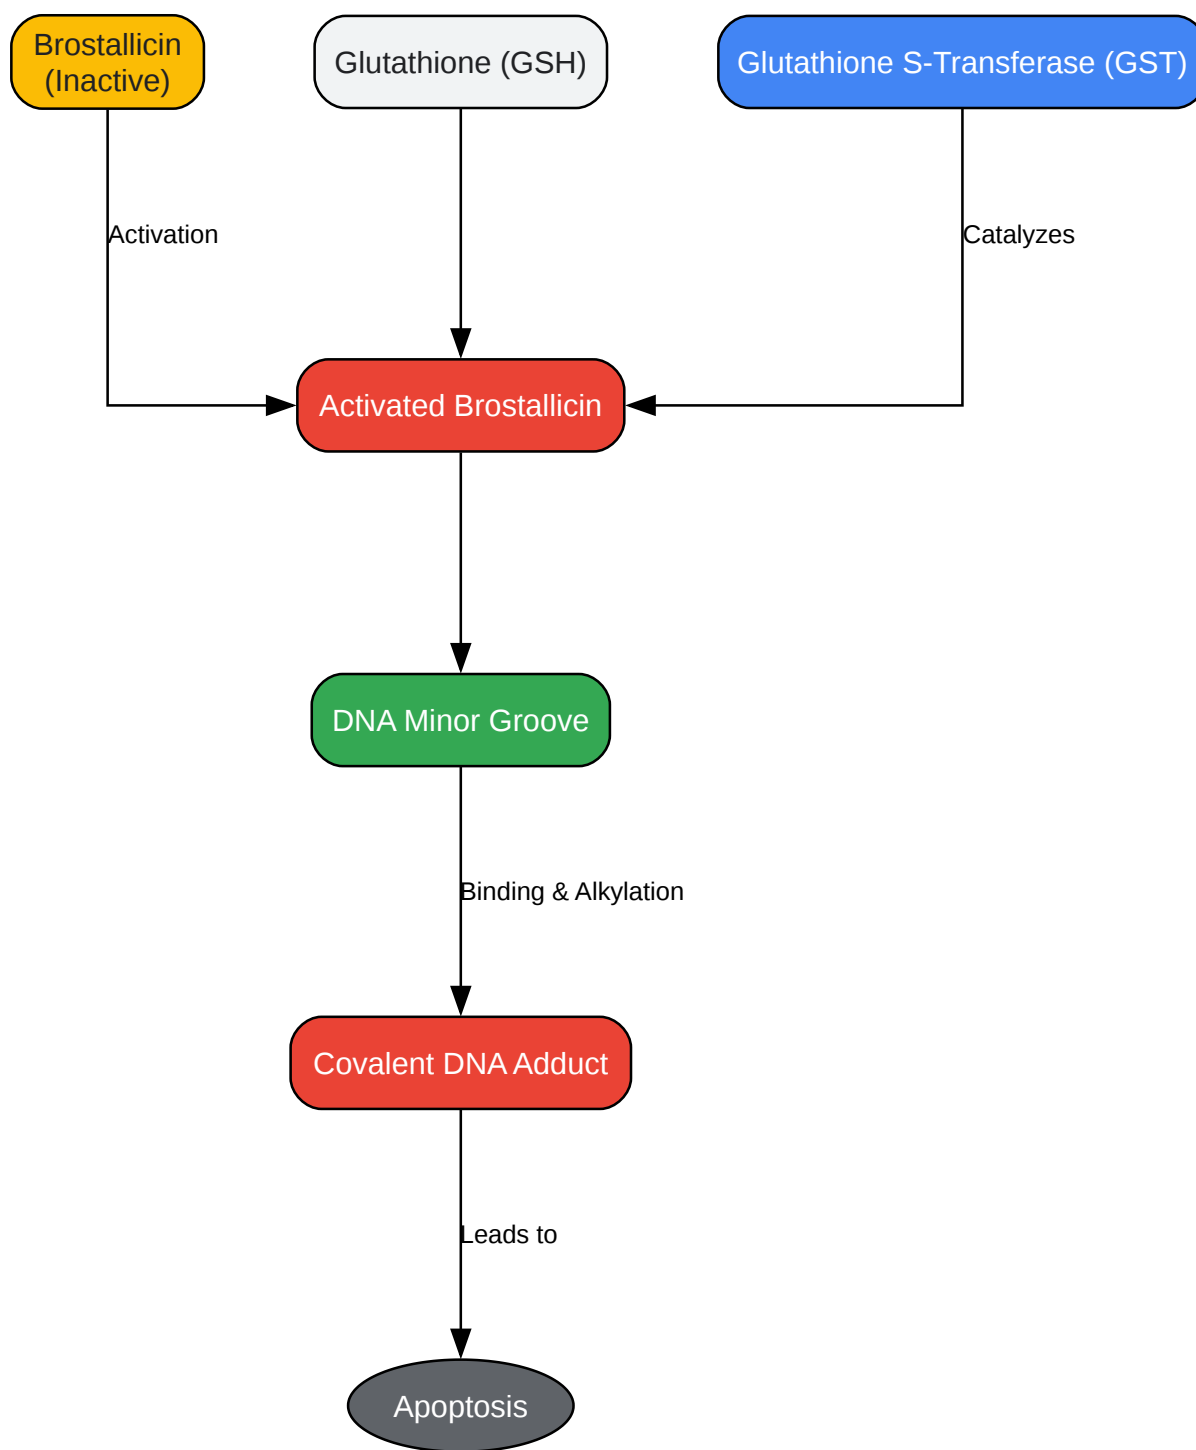 Brostallicin
(Inactive)
Glutathione (GSH)
Glutathione S-Transferase (GST)
Activation
Catalyzes
Activated Brostallicin
DNA Minor Groove
Binding & Alkylation
Covalent DNA Adduct
Leads to
Apoptosis